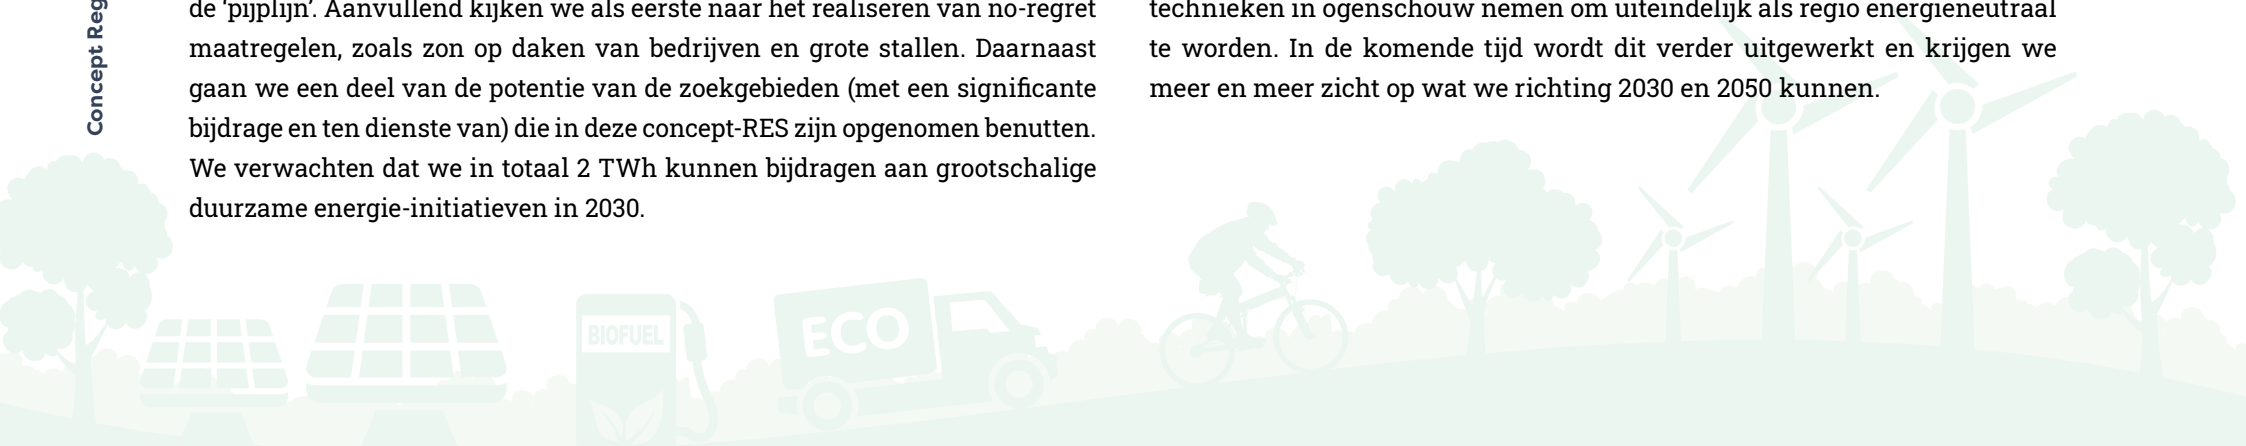 de ‘pijplijn’. Aanvullend kijken we als eerste naar het realiseren van no-regret
maatregelen, zoals zon op daken van bedrijven en grote stallen. Daarnaast
gaan we een deel van de potentie van de zoekgebieden (met een significante
bijdrage en ten dienste van) die in deze concept-RES zijn opgenomen benutten.
We verwachten dat we in totaal 2 TWh kunnen bijdragen aan grootschalige
duurzame energie-initiatieven in 2030.
technieken in ogenschouw nemen om uiteindelijk als regio energieneutraal
te worden. In de komende tijd wordt dit verder uitgewerkt en krijgen we
meer en meer zicht op wat we richting 2030 en 2050 kunnen.
Concept Reg
BIOFUEL
ECO